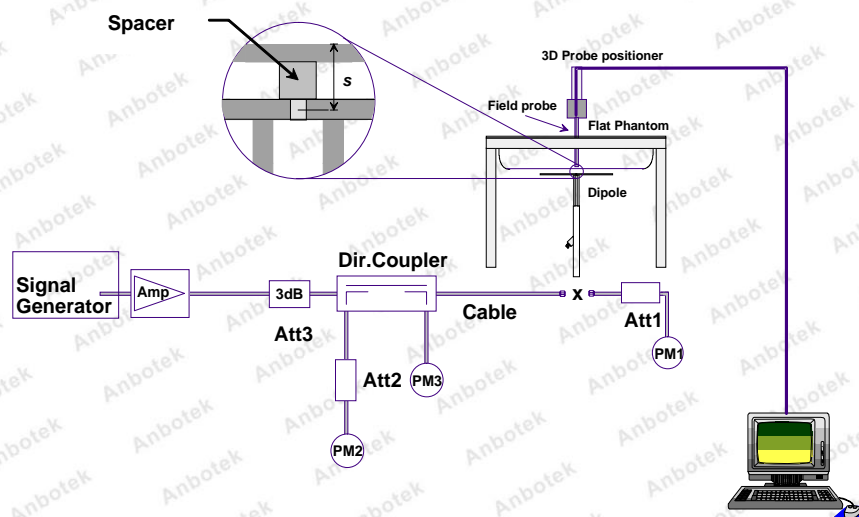 Spacer
s
3D Probe positioner
Field probe
Flat Phantom
Dipole
Signal
Generator
Amp
3dB
Att3
Dir.Coupler
Cable
x
Att1
PM1
Att2
PM3
PM2
Anbotek